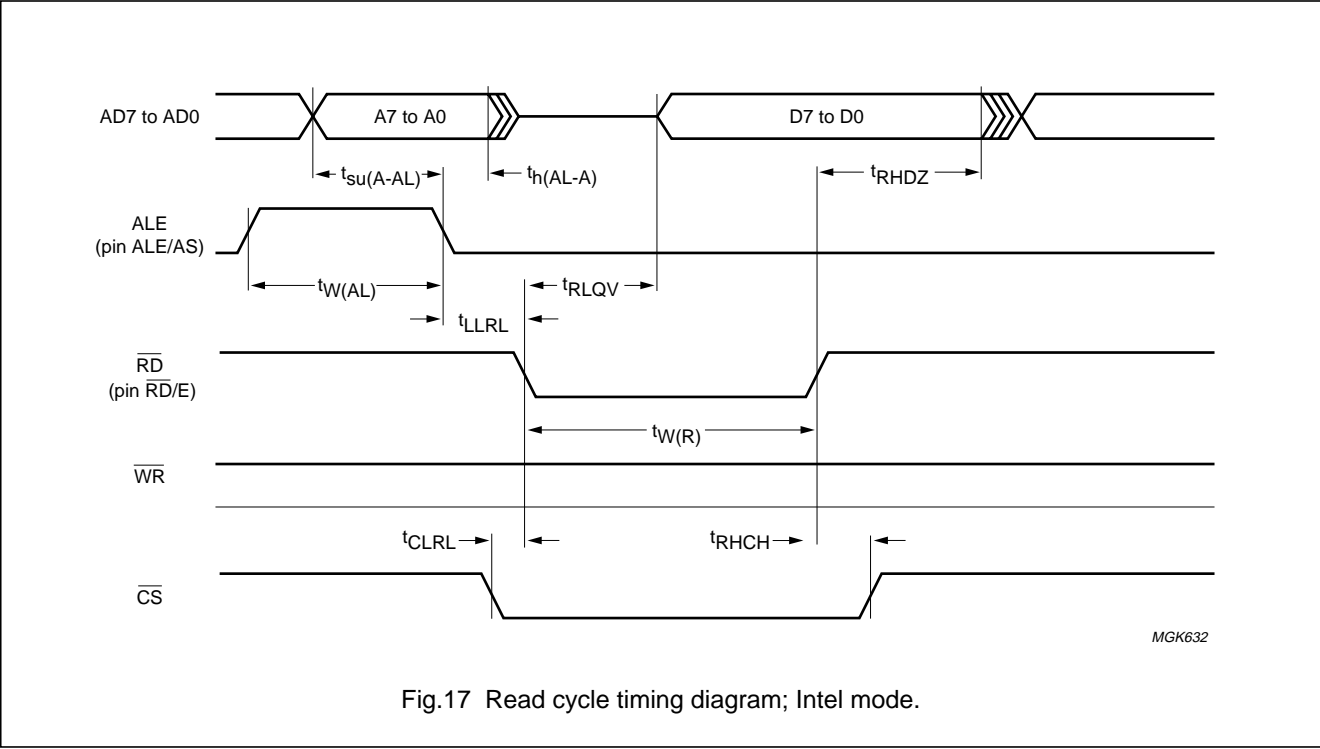 AD7 to AD0
A7 to A0
D7 to D0
tsu(A-AL)
th(AL-A)
tRHDZ
ALE
(pin ALE/AS)
tW(AL)
tRLQV
tLLRL
RD
(pin RD/E)
tW(R)
WR
tCLRL
tRHCH
CS
MGK632
Fig.17 Read cycle timing diagram; Intel mode.